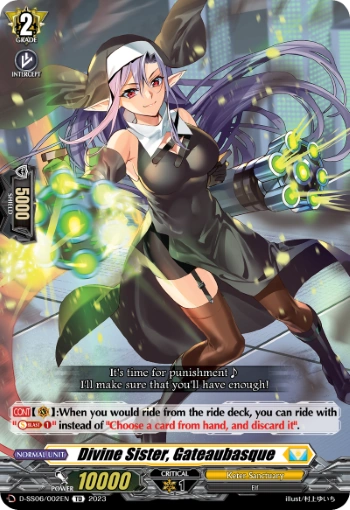 2
GRADE
INTERCEPT
5000
SHIELD
It's time for punishment♪
I'll make sure that you'll have enough!
CONT【 】:When you would ride from the ride deck, you can ride with
" S-BLAST 1 " instead of "Choose a card from hand, and discard it".
NORMAL UNIT
Divine Sister, Gateaubasque
POWER 10000
CRITICAL
1
Keter Sanctuary
Elf
D-SS06/002EN 2023
illust/村上ゆいち